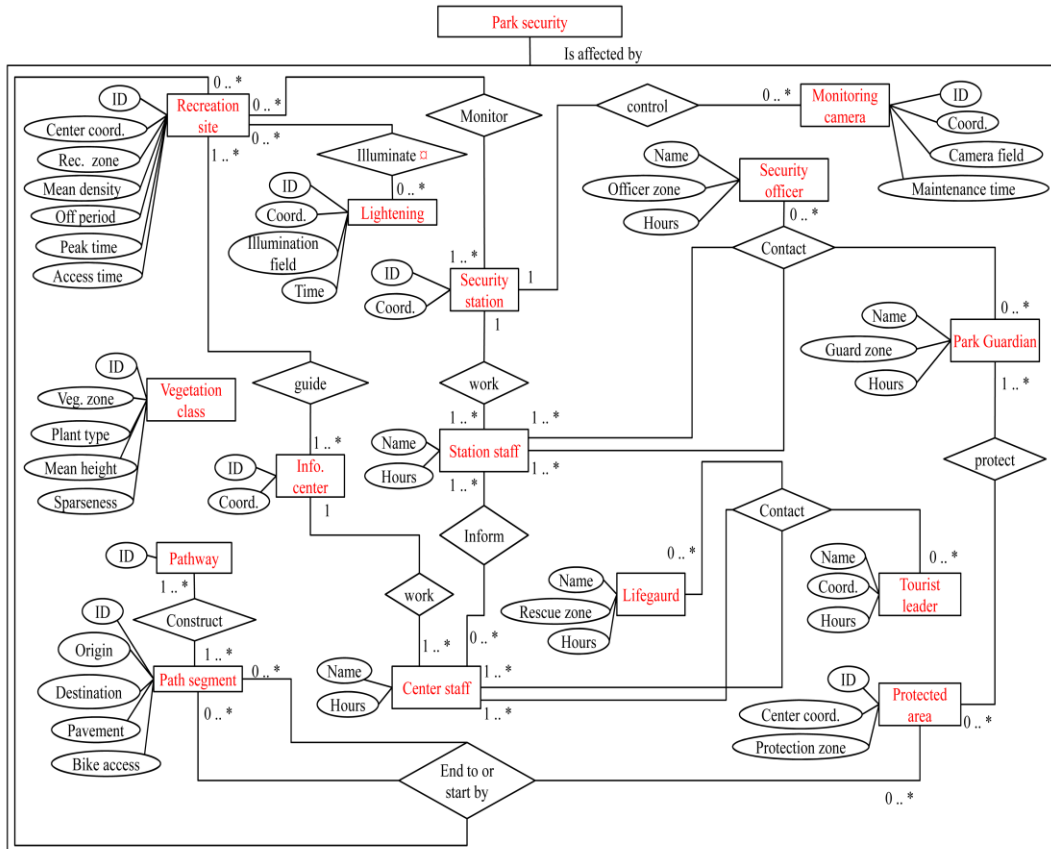 Park security
Is affected by
0 .. *
ID
Recreation
site
0 .. *
0 .. *
1 .. *
Center coord.
Rec. zone
Mean density
Off period
Peak time
Access time
Monitor
Illuminate ¤
0 .. *
ID
Coord.
Illumination
field
Time
Lightening
control
0 .. *
Monitoring
camera
ID
Coord.
Camera field
Maintenance time
Name
Officer zone
Hours
Security
officer
0 .. *
Contact
1 .. *
ID
Coord.
Security
station
1
1
0 .. *
Name
Guard zone
Hours
Park Guardian
1 .. *
guide
work
ID
Veg. zone
Plant type
Mean height
Sparseness
Vegetation
class
1 .. *
1 .. *
1 .. *
Name
Hours
Station staff
1 .. *
1 .. *
protect
ID
Coord.
Info.
center
1
Inform
Contact
ID
Pathway
1 .. *
Construct
1 .. *
work
0 .. *
Name
Rescue zone
Hours
Lifegaurd
0 .. *
Name
Coord.
Hours
Tourist
leader
ID
Origin
Destination
Pavement
Bike access
Path segment
0 .. *
0 .. *
1 .. *
0 .. *
Name
Hours
Center staff
1 .. *
1 .. *
ID
Center coord.
Protection zone
Protected
area
0 .. *
End to or
start by
0 .. *